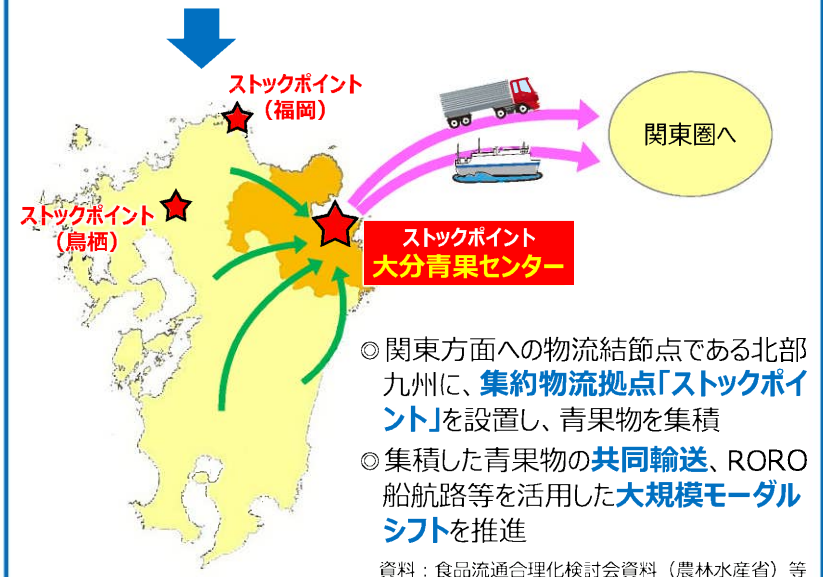 ストックポイント
（福岡）
関東圏へ
ストックポイント
（鳥栖）
ストックポイント
大分青果センター
◎関東方面への物流結節点である北部
九州に、集約物流拠点「ストックポイ
ント」を設置し、青果物を集積
◎集積した青果物の共同輸送、RORO
船航路等を活用した大規模モーダル
シフトを推進
資料：食品流通合理化検討会資料（農林水産省）等